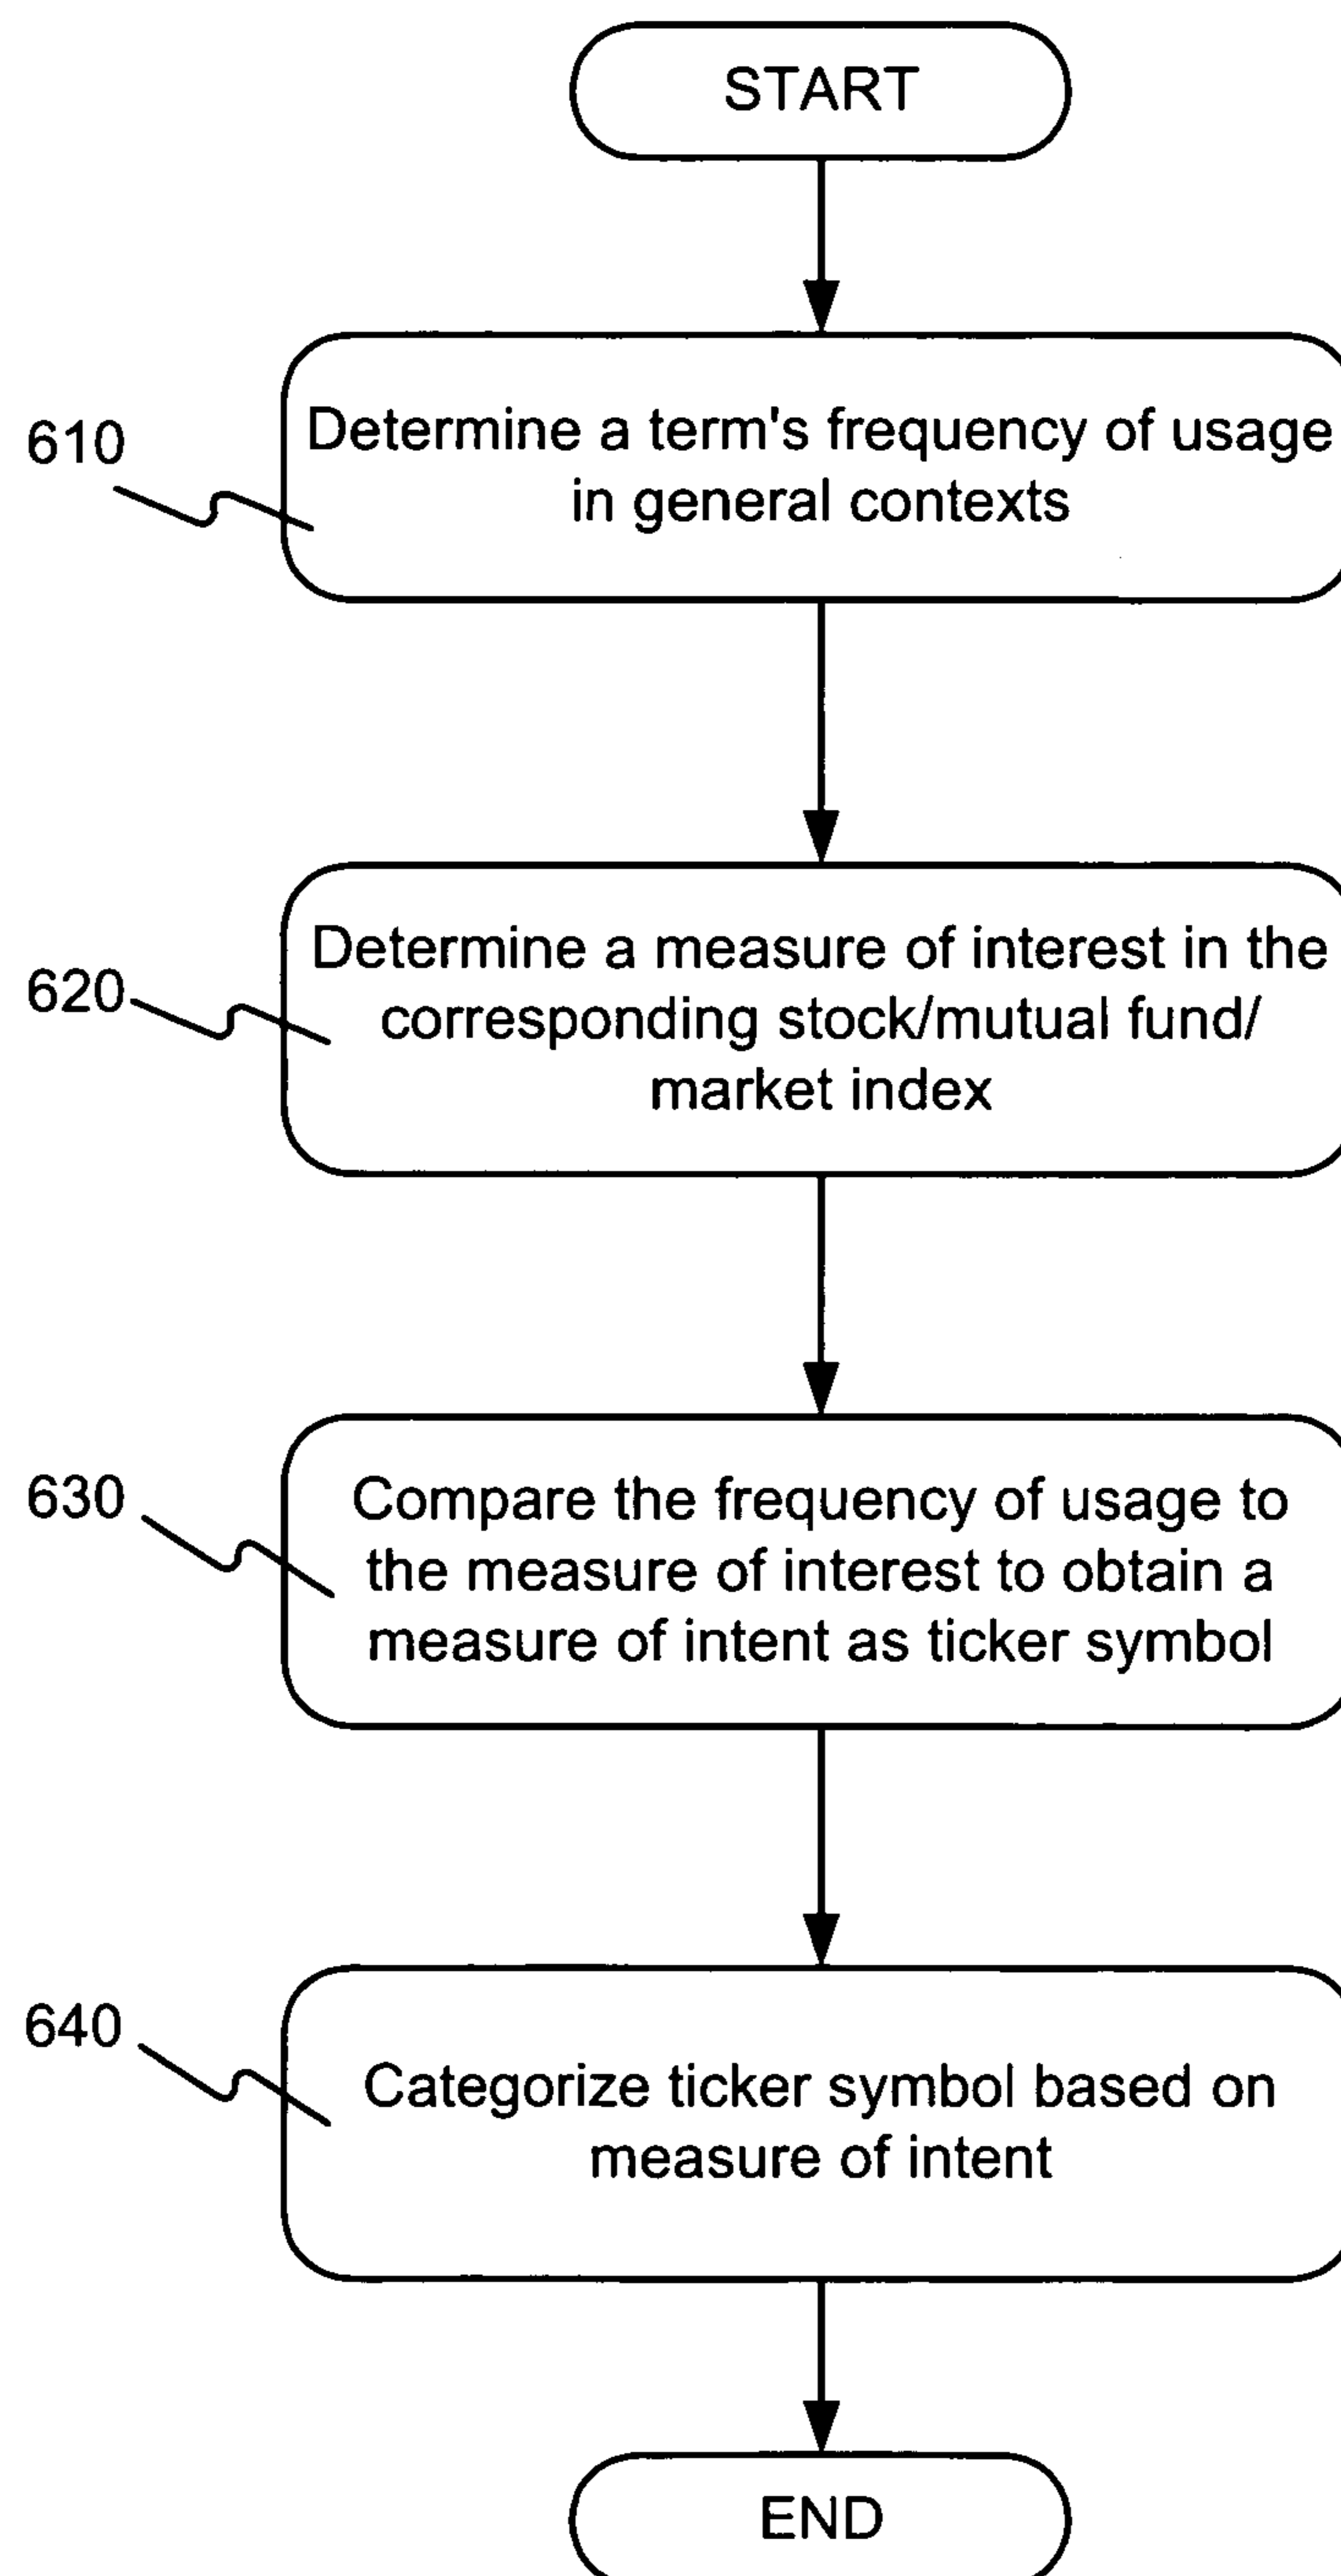 START
610
Determine a term's frequency of usage
in general contexts
620
Determine a measure of interest in the
corresponding stock/mutual fund/
market index
630
Compare the frequency of usage to
the measure of interest to obtain a
measure of intent as ticker symbol
640
Categorize ticker symbol based on
measure of intent
END